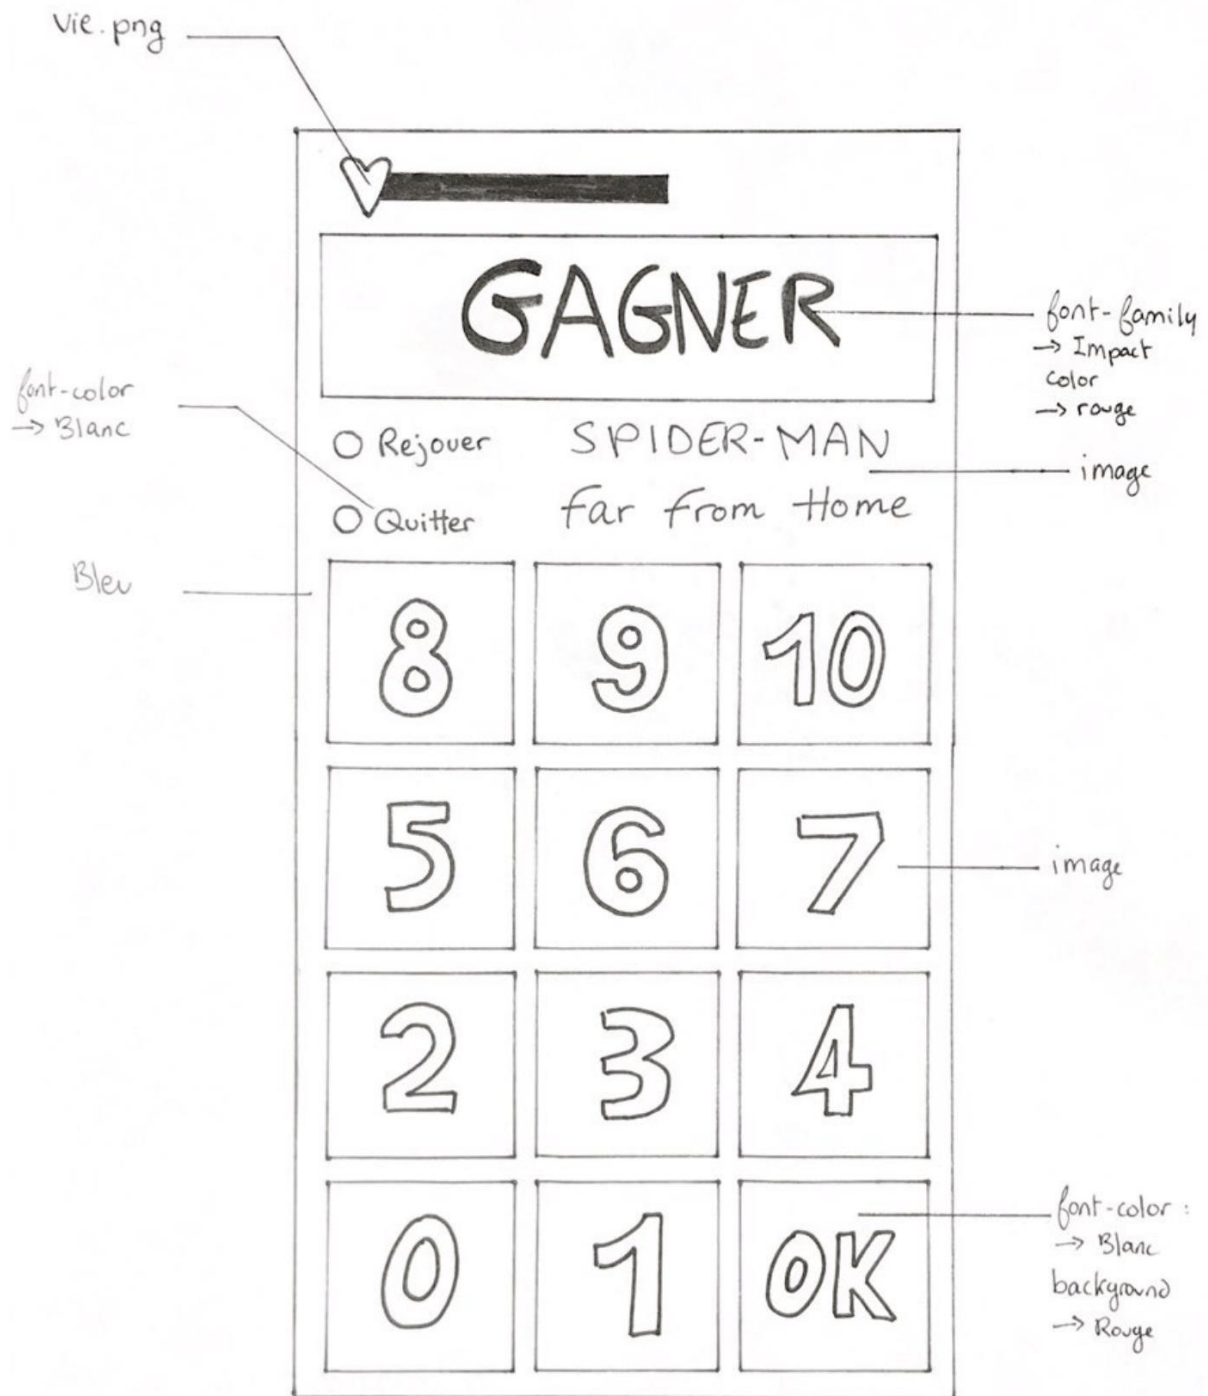 Vie.png
GAGNER
font-family
→ Impact
color
→ rouge
font-color
→ Blanc
Rejouer
SPIDER-MAN
image
Quitter
Far From Home
Bleu
8 9 10
5 6 7
image
2 3 4
0 1 OK
font-color :
→ Blanc
background
→ Rouge